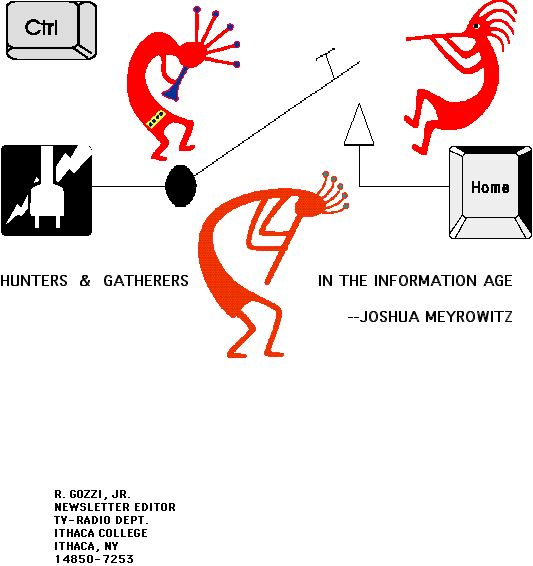 Ctrl
Home
HUNTERS & GATHERERS IN THE INFORMATION AGE
--JOSHUA MEYROWITZ
R. GOZZI, JR.
NEWSLETTER EDITOR
TV-RADIO DEPT.
ITHACA COLLEGE
ITHACA, NY
14850-7253